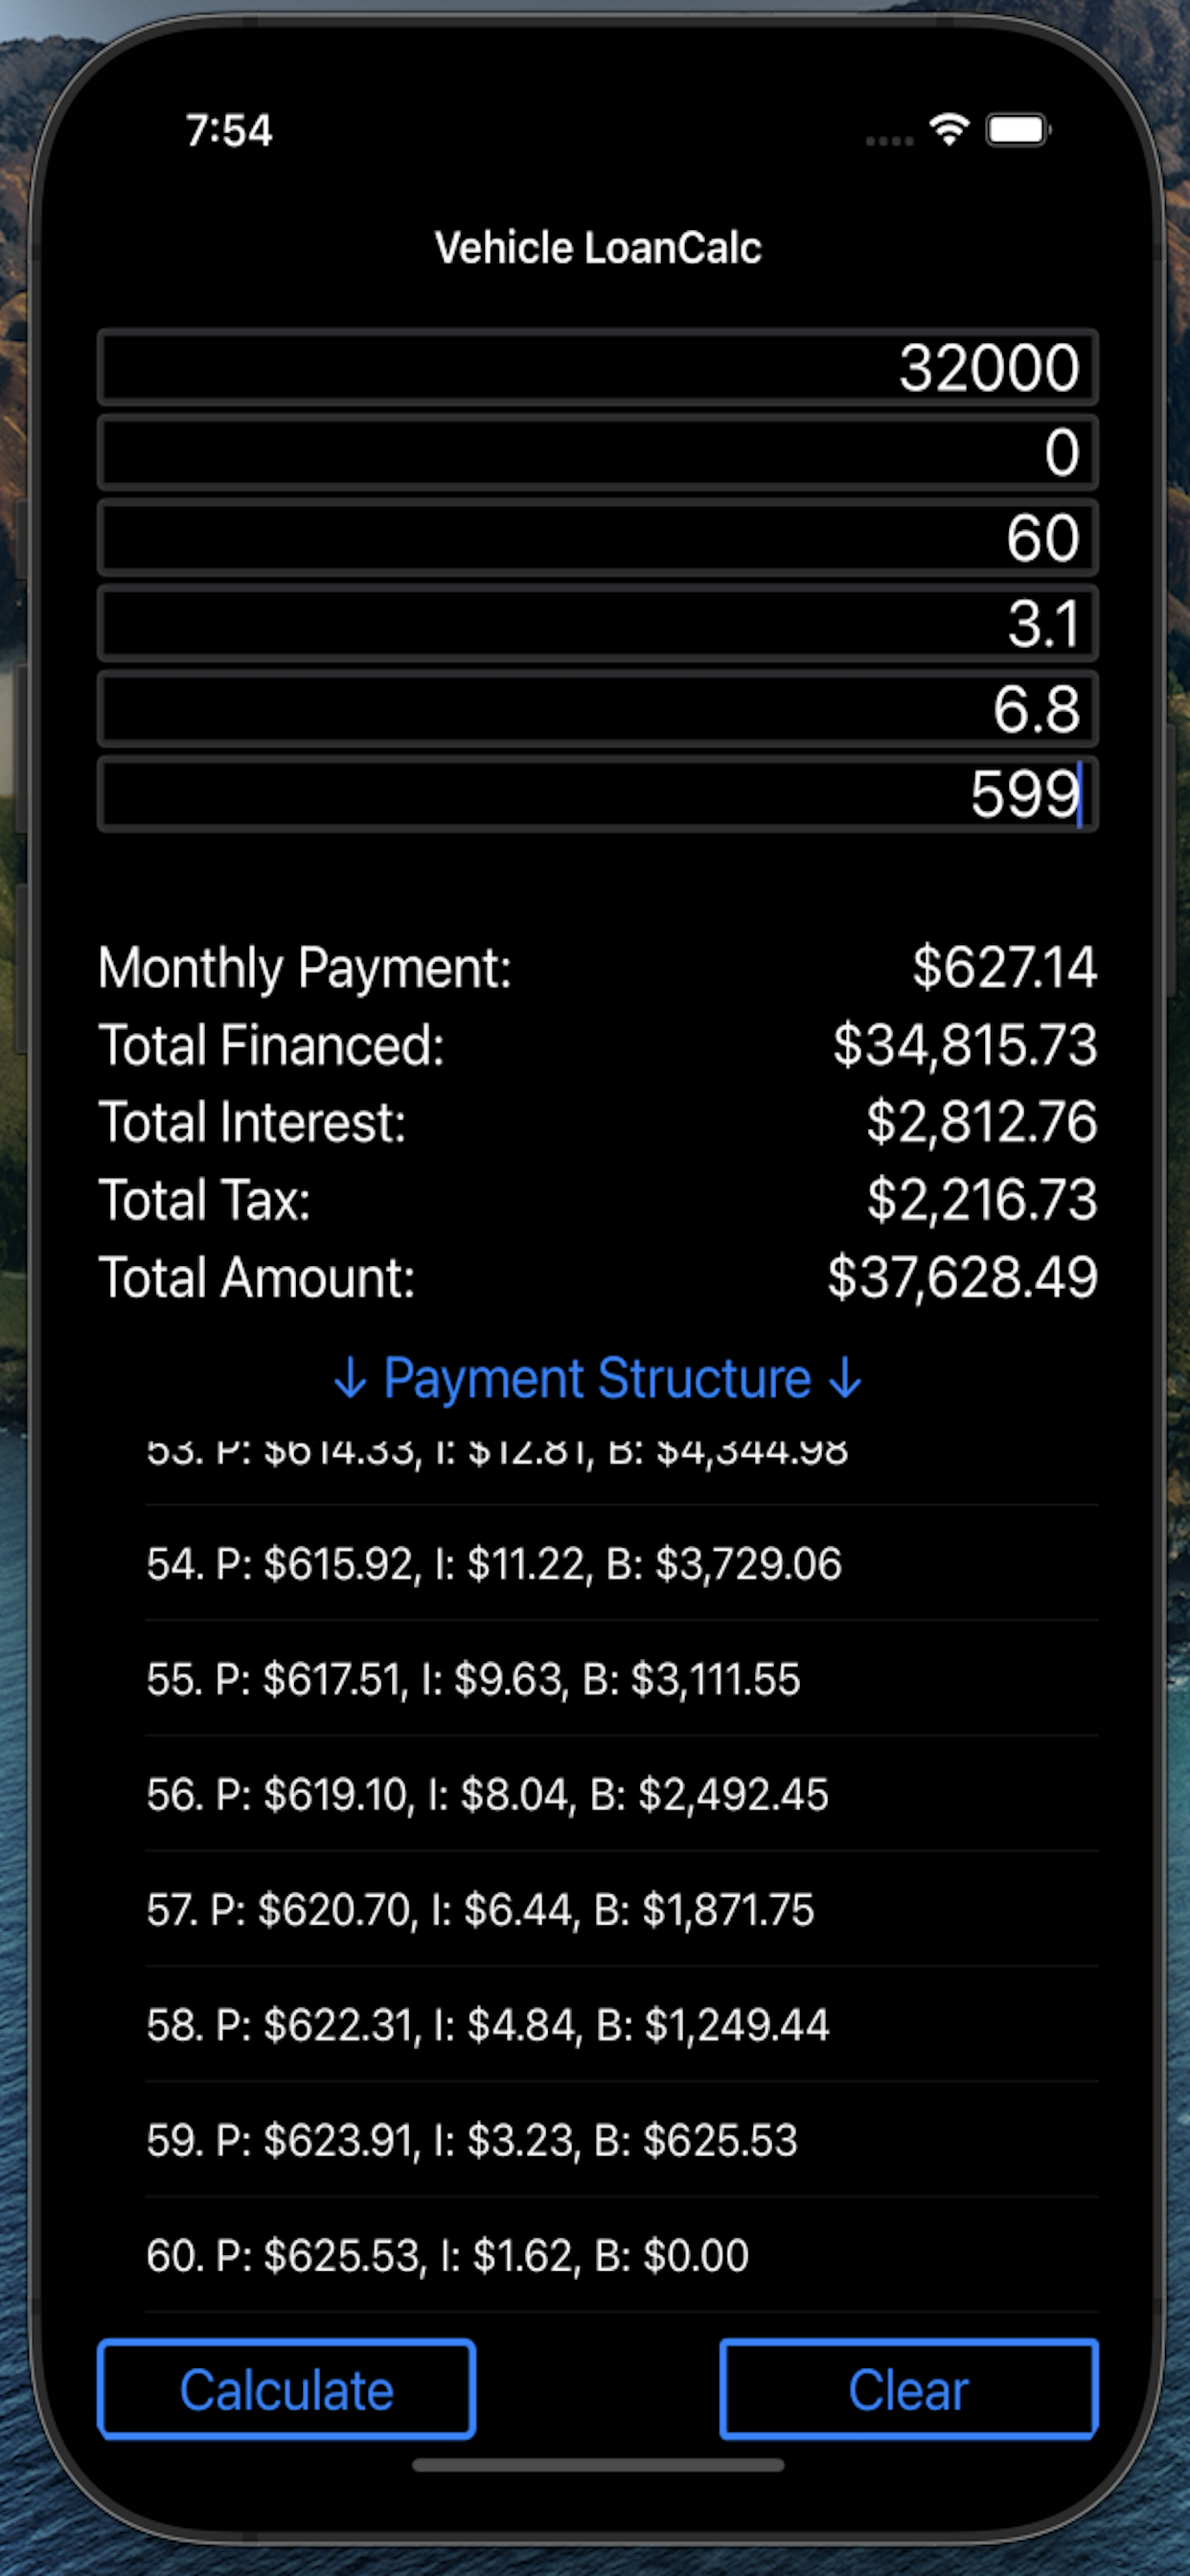 7:54
Vehicle LoanCalc
32000
0
60
3.1
6.8
599
Monthly Payment: $627.14
Total Financed: $34,815.73
Total Interest: $2,812.76
Total Tax: $2,216.73
Total Amount: $37,628.49
↓ Payment Structure ↓
53. P: $614.33, I: $12.81, B: $4,344.98
54. P: $615.92, I: $11.22, B: $3,729.06
55. P: $617.51, I: $9.63, B: $3,111.55
56. P: $619.10, I: $8.04, B: $2,492.45
57. P: $620.70, I: $6.44, B: $1,871.75
58. P: $622.31, I: $4.84, B: $1,249.44
59. P: $623.91, I: $3.23, B: $625.53
60. P: $625.53, I: $1.62, B: $0.00
Calculate Clear